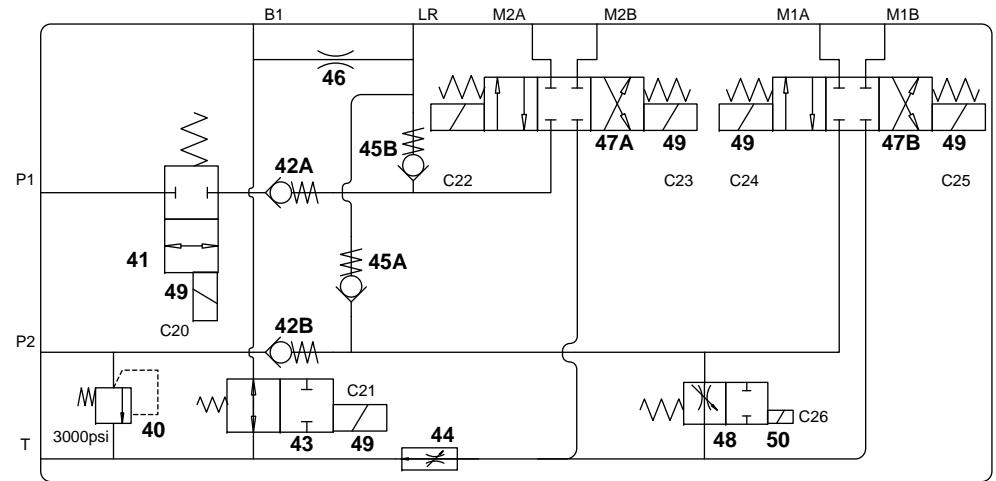 B1 LR M2A M2B M1A M1B
46
45B 42A 47A 49 49 47B 49
P1 C22 C23 C24 C25
41 45A
49
C20 42B
P2
C21
3000psi 40 43 49 44 48 50 C26
T